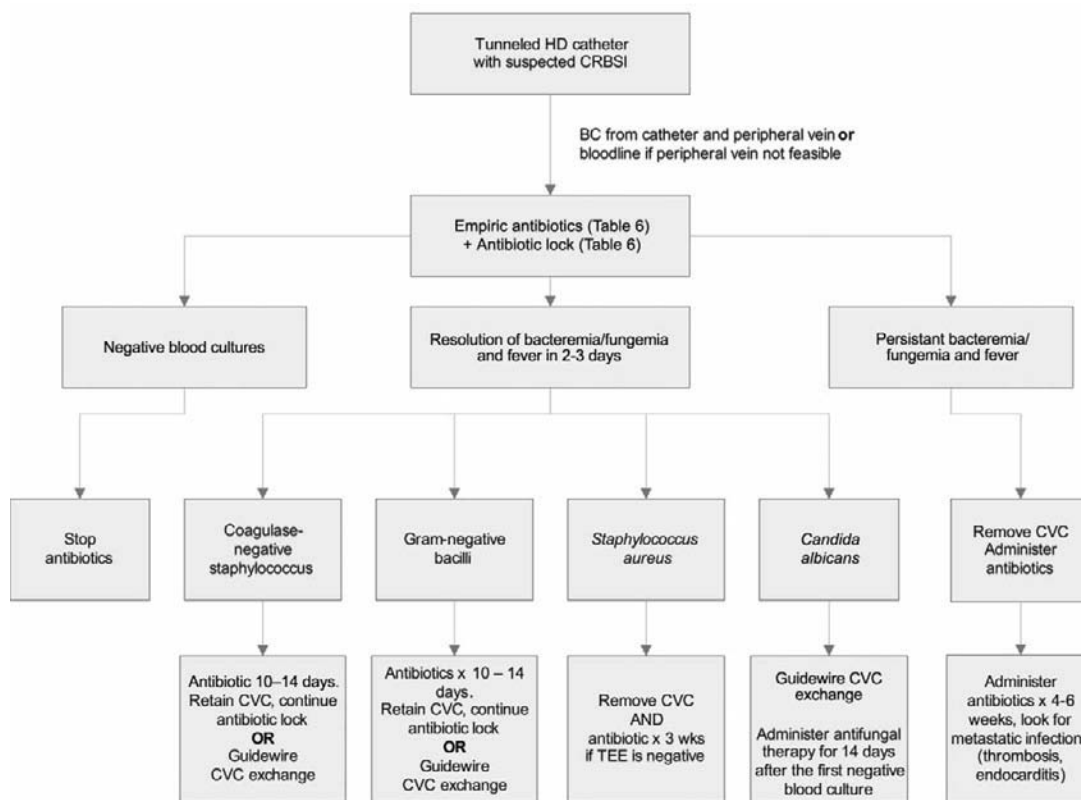 Tunneled HD catheter
with suspected CRBSI
BC from catheter and peripheral vein or
bloodline if peripheral vein not feasible
Empiric antibiotics (Table 6)
+ Antibiotic lock (Table 6)
Negative blood cultures
Resolution of bacteremia/fungemia
and fever in 2-3 days
Persistant bacteremia/
fungemia and fever
Stop
antibiotics
Coagulase-
negative
staphylococcus
Gram-negative
bacilli
Staphylococcus
aureus
Candida
albicans
Remove CVC
Administer
antibiotics
Antibiotic 10–14 days.
Retain CVC, continue
antibiotic lock
OR
Guidewire
CVC exchange
Antibiotics x 10 – 14
days.
Retain CVC, continue
antibiotic lock
OR
Guidewire
CVC exchange
Remove CVC
AND
antibiotic x 3 wks
if TEE is negative
Guidewire CVC
exchange
Administer antifungal
therapy for 14 days
after the first negative
blood culture
Administer
antibiotics x 4-6
weeks, look for
metastatic infection
(thrombosis,
endocarditis)